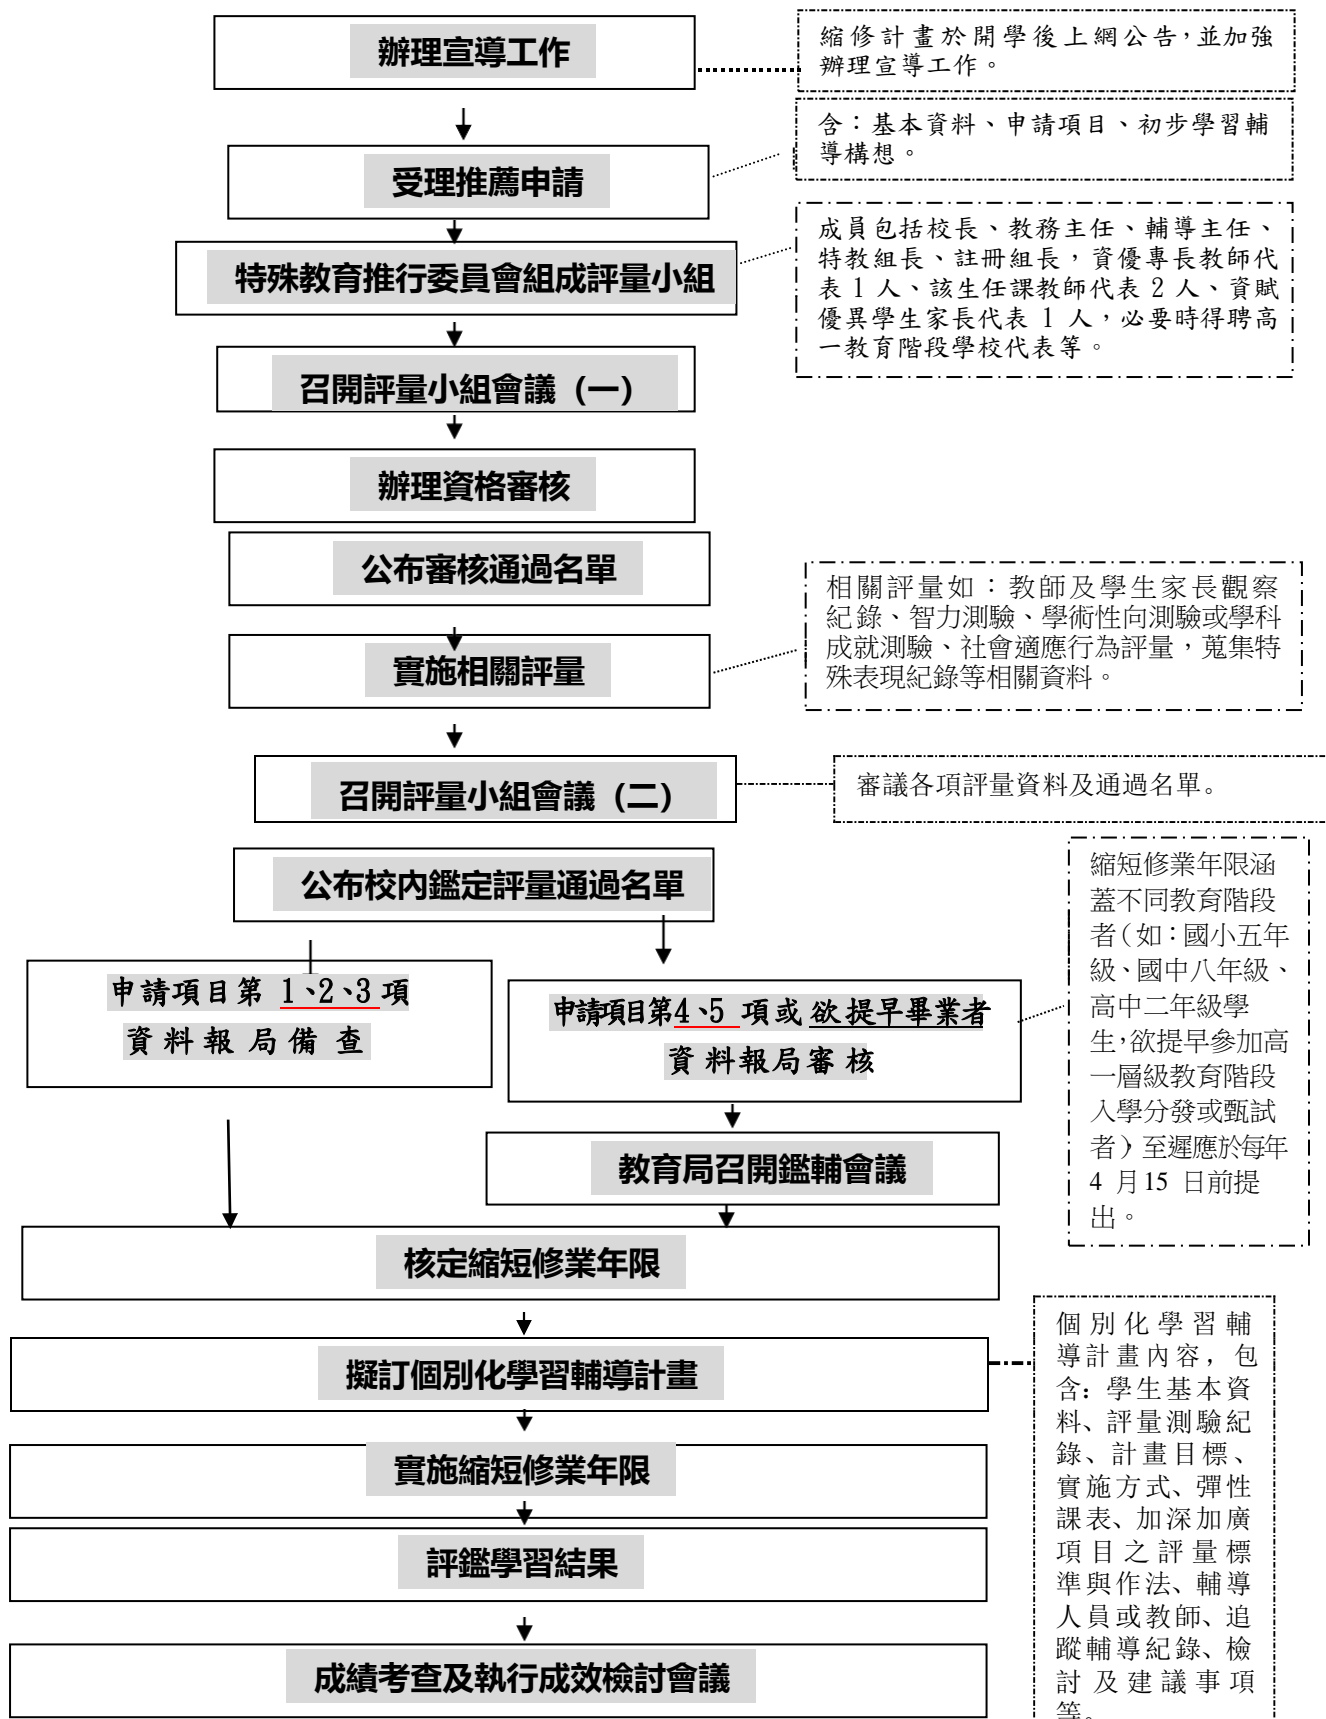 辦理宣導工作
縮修計畫於開學後上網公告，並加強
辦理宣導工作。
含：基本資料、申請項目、初步學習輔
導構想。
受理推薦申請
成員包括校長、教務主任、輔導主任、
特教組長、註冊組長，資優專長教師代
表 1 人、該生任課教師代表 2 人、資賦
優異學生家長代表 1 人，必要時得聘高
一教育階段學校代表等。
特殊教育推行委員會組成評量小組
召開評量小組會議 (一)
辦理資格審核
公布審核通過名單
相關評量如：教師及學生家長觀察
紀錄、智力測驗、學術性向測驗或學科
成就測驗、社會適應行為評量，蒐集特
殊表現紀錄等相關資料。
實施相關評量
召開評量小組會議 (二)
審議各項評量資料及通過名單。
公布校內鑑定評量通過名單
縮短修業年限涵
蓋不同教育階段
者(如：國小五年
級、國中八年級、
高中二年級學
生，欲提早參加高
一層級教育階段
入學分發或甄試
者)至遲應於每年
4 月15 日前提
出。
申請項目第 1、2、3 項
資料報局備查
申請項目第4、5 項或欲提早畢業者
資料報局審核
教育局召開鑑輔會議
核定縮短修業年限
擬訂個別化學習輔導計畫
個別化學習輔
導計畫內容，包
含：學生基本資
料、評量測驗紀
錄、計畫目標、
實施方式、彈性
課表、加深加廣
項目之評量標
準與作法、輔導
人員或教師、追
蹤輔導紀錄、檢
討及建議事項
等。
實施縮短修業年限
評鑑學習結果
成績考查及執行成效檢討會議